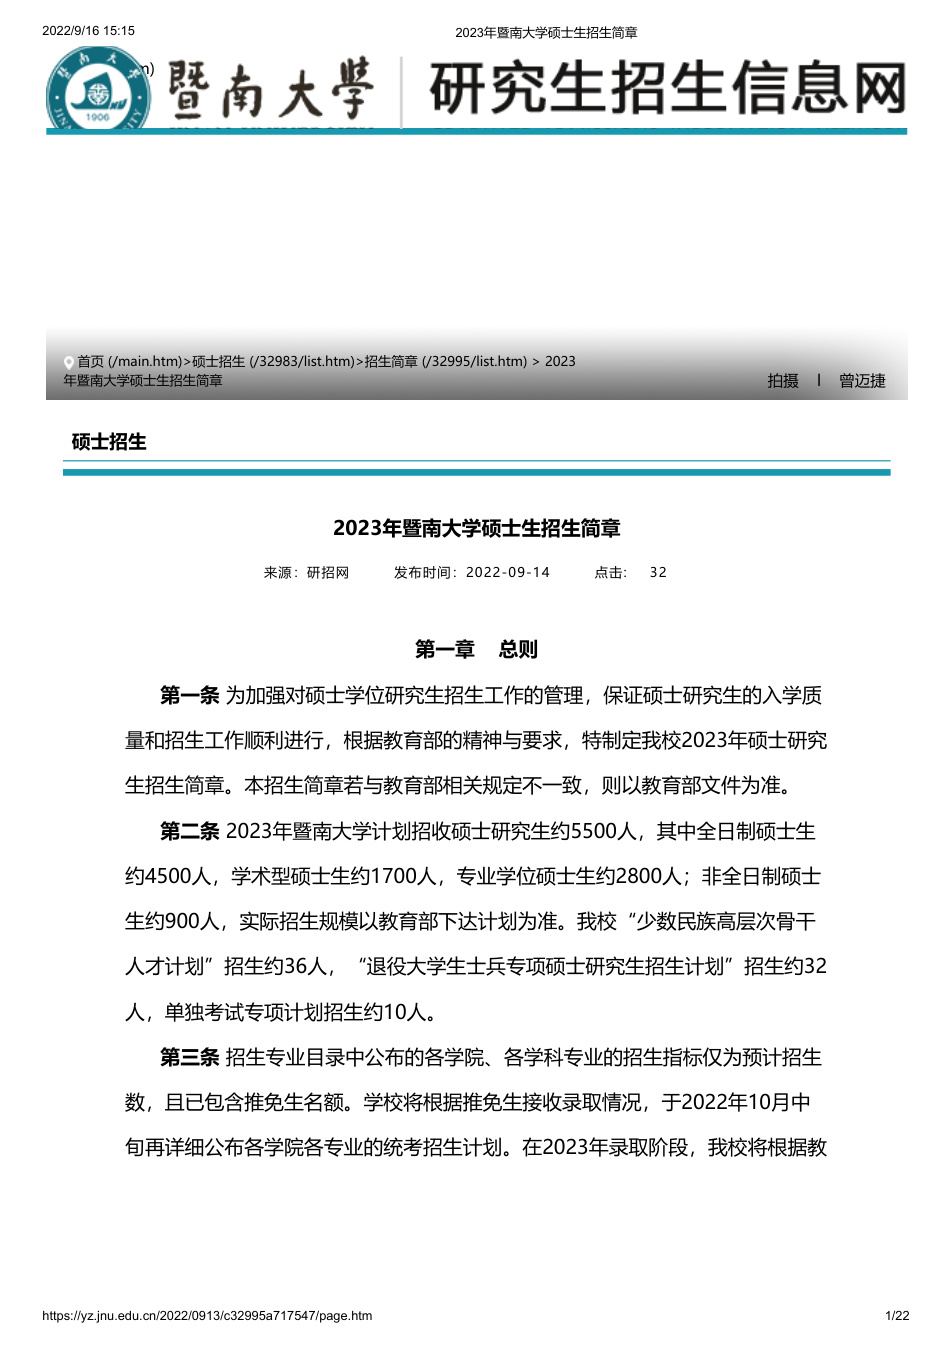 2022/9/16 15:15
2023年暨南大学硕士生招生简章
m)
暨南大學
研究生招生信息网
1906
首页 (/main.htm)>硕士招生 (/32983/list.htm)>招生简章 (/32995/list.htm) > 2023
年暨南大学硕士生招生简章
拍摄 l 曾迈捷
硕士招生
2023年暨南大学硕士生招生简章
来源：研招网 发布时间：2022-09-14 点击: 32
第一章 总则
第一条 为加强对硕士学位研究生招生工作的管理，保证硕士研究生的入学质
量和招生工作顺利进行，根据教育部的精神与要求，特制定我校2023年硕士研究
生招生简章。本招生简章若与教育部相关规定不一致，则以教育部文件为准。
第二条 2023年暨南大学计划招收硕士研究生约5500人，其中全日制硕士生
约4500人，学术型硕士生约1700人，专业学位硕士生约2800人；非全日制硕士
生约900人，实际招生规模以教育部下达计划为准。我校“少数民族高层次骨干
人才计划”招生约36人，“退役大学生士兵专项硕士研究生招生计划”招生约32
人，单独考试专项计划招生约10人。
第三条 招生专业目录中公布的各学院、各学科专业的招生指标仅为预计招生
数，且已包含推免生名额。学校将根据推免生接收录取情况，于2022年10月中
旬再详细公布各学院各专业的统考招生计划。在2023年录取阶段，我校将根据教
https://yz.jnu.edu.cn/2022/0913/c32995a717547/page.htm
1/22